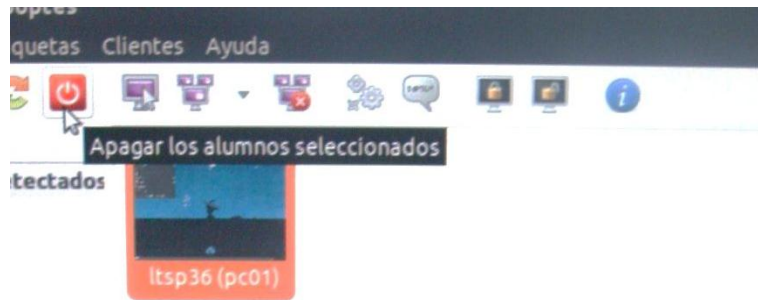 quetas Clientes Ayuda
Apagar los alumnos seleccionados
tectados
ltsp36 (pc01)